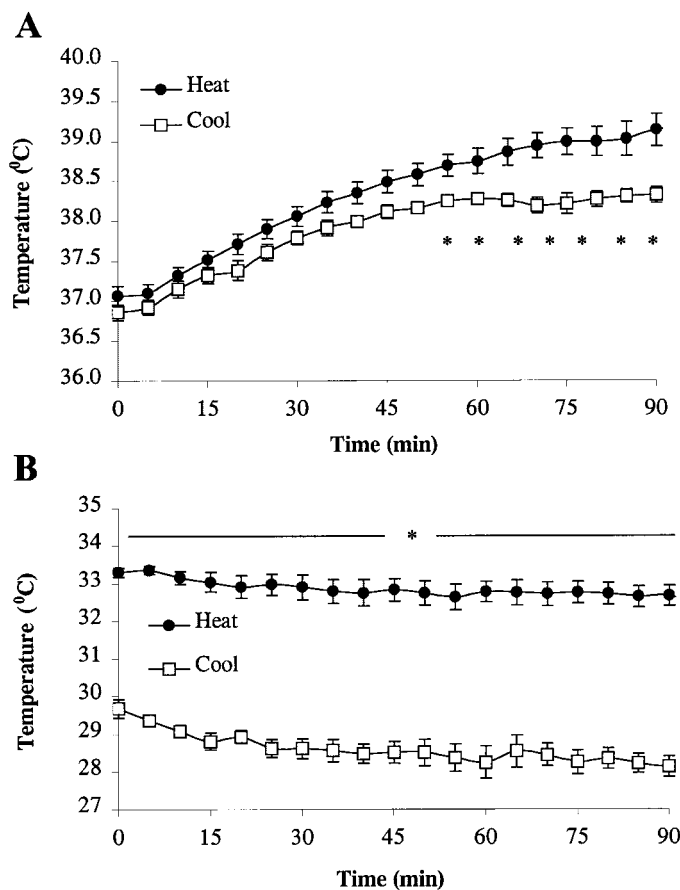 A
40.0
39.5
39.0
38.5
38.0
37.5
37.0
36.5
36.0
Temperature (⁰C)
Heat
Cool
* * * * * * *
0 15 30 45 60 75 90
Time (min)
B
35
34
33
32
31
30
29
28
27
Temperature (⁰C)
*
Heat
Cool
0 15 30 45 60 75 90
Time (min)